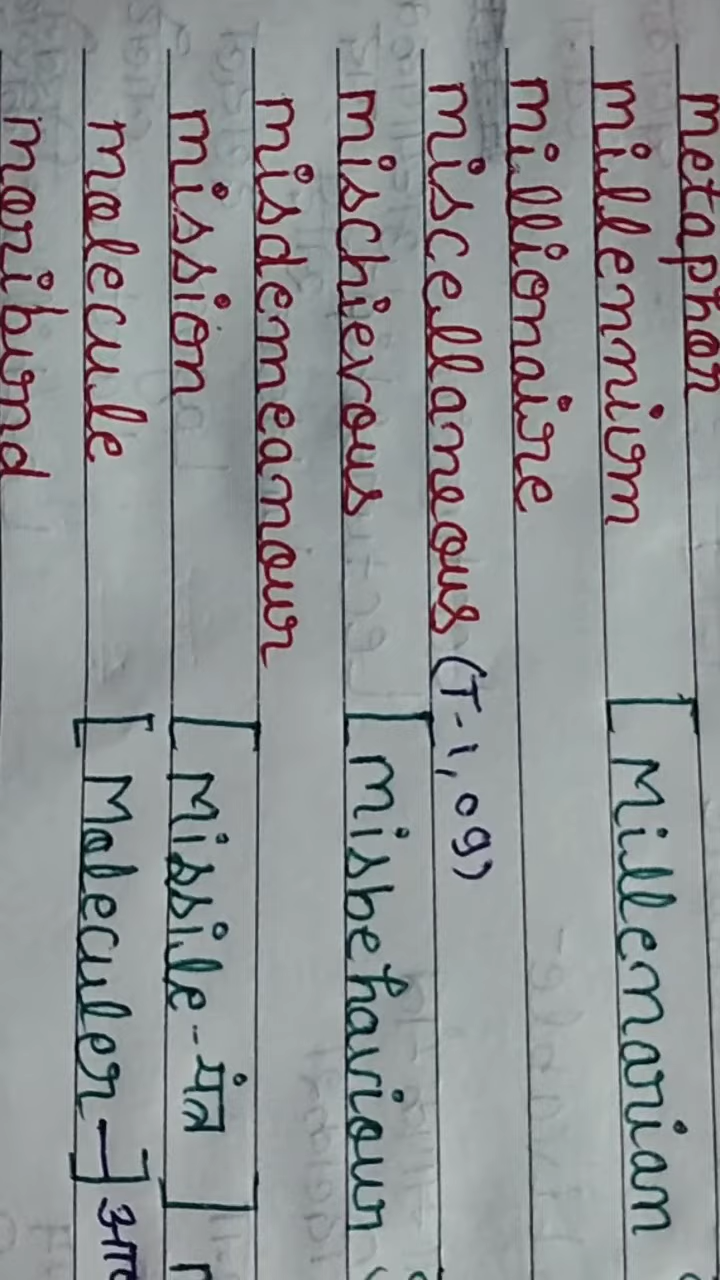 metaphor
millennium [ Millenarian
millionaire
miscellaneous (T-1, 09)
mischievous [ misbehaviour
misdemeanour
mission [ Missile - यंत्र ]
molecule [ Moleculer - ]
moribund